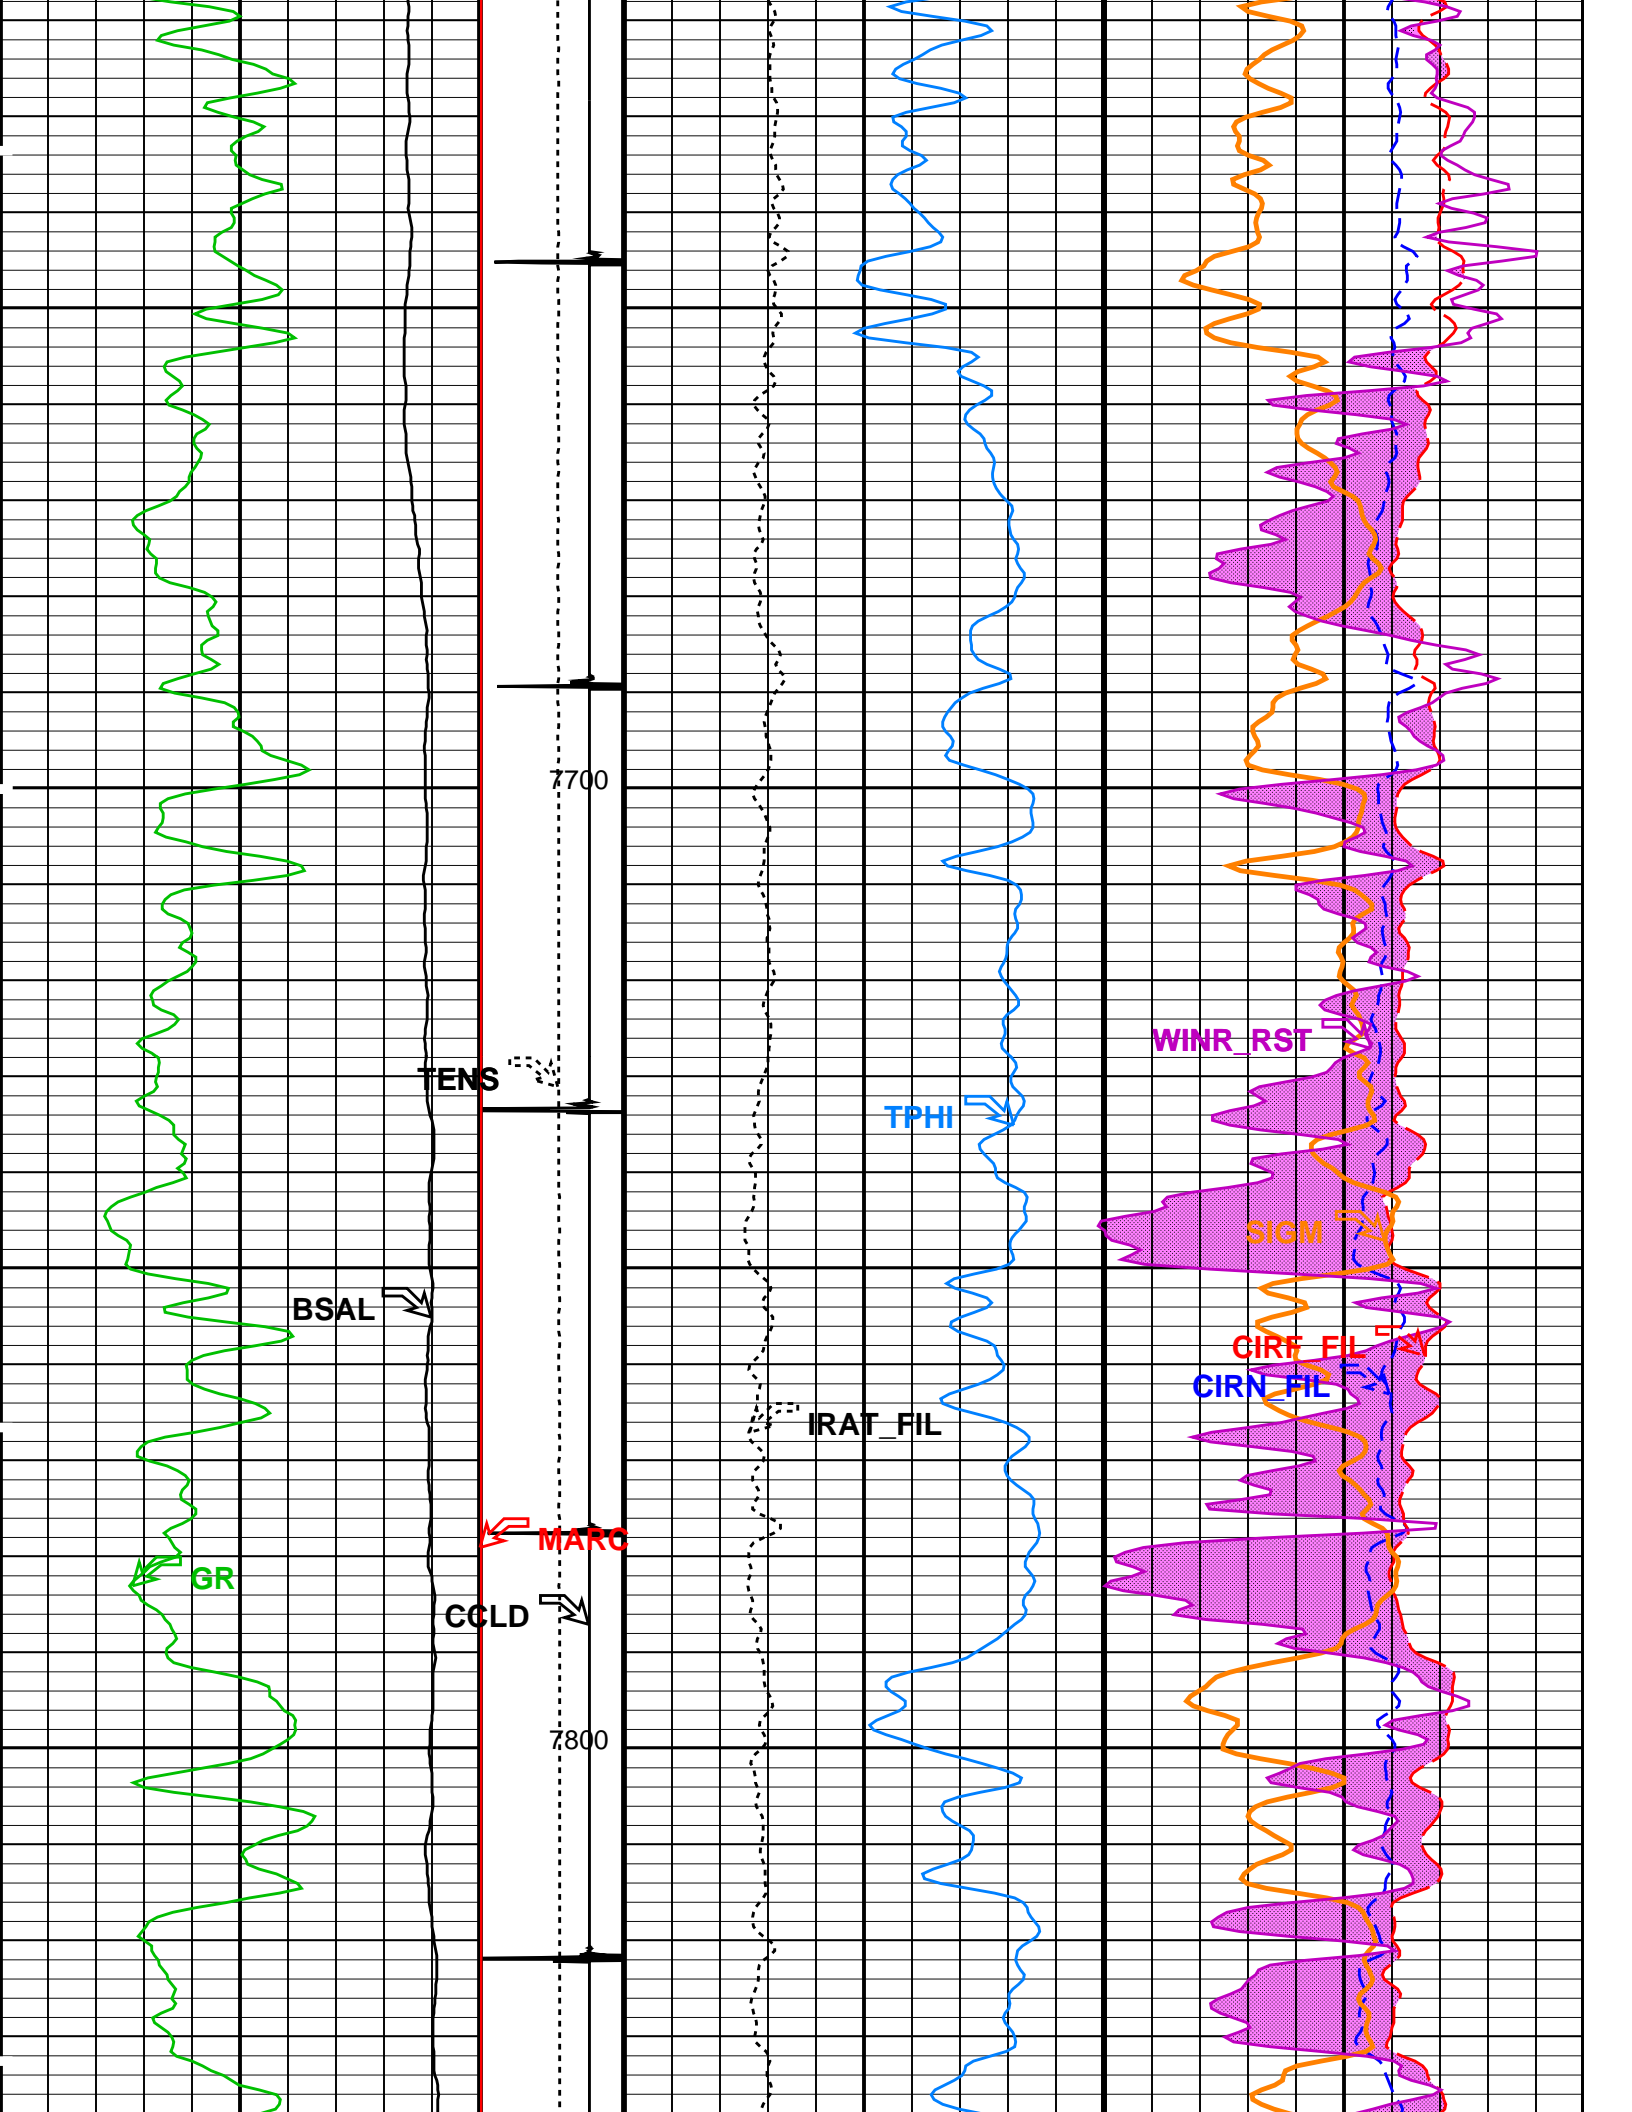 7700
WINR_RST
TENS
TPHI
SIGM
BSAL
CIRF_FIL
CIRN_FIL
IRAT_FIL
MARC
GR
CCLD
7800